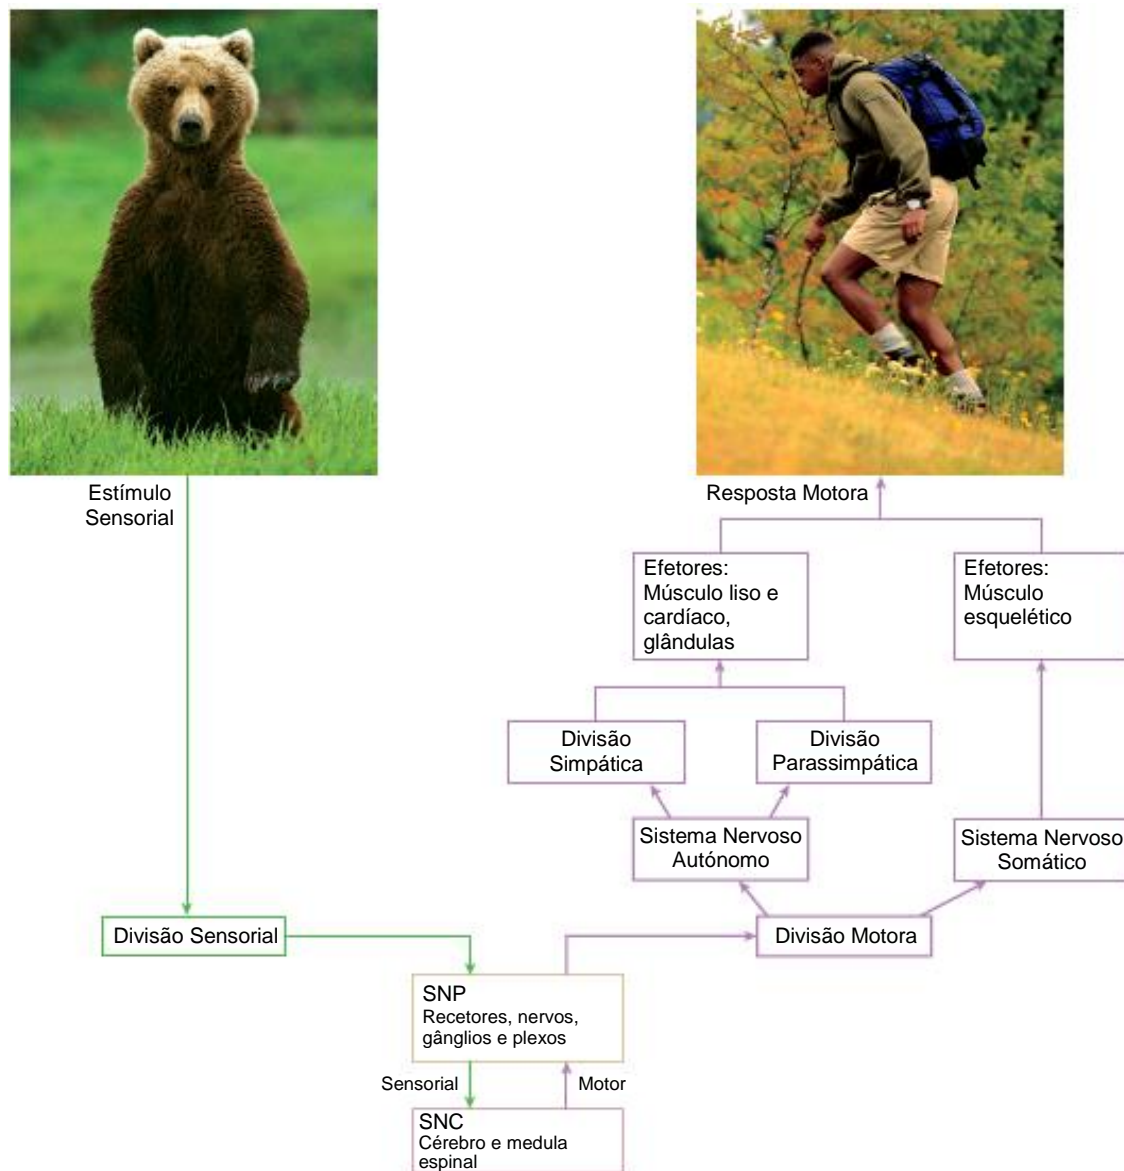 Estímulo
Sensorial
Resposta Motora
Efetores:
Músculo liso e
cardíaco,
glândulas
Efetores:
Músculo
esquelético
Divisão
Simpática
Divisão
Parassimpática
Sistema Nervoso
Autónomo
Sistema Nervoso
Somático
Divisão Sensorial
Divisão Motora
SNP
Recetores, nervos,
gânglios e plexos
Sensorial
Motor
SNC
Cérebro e medula
espinal